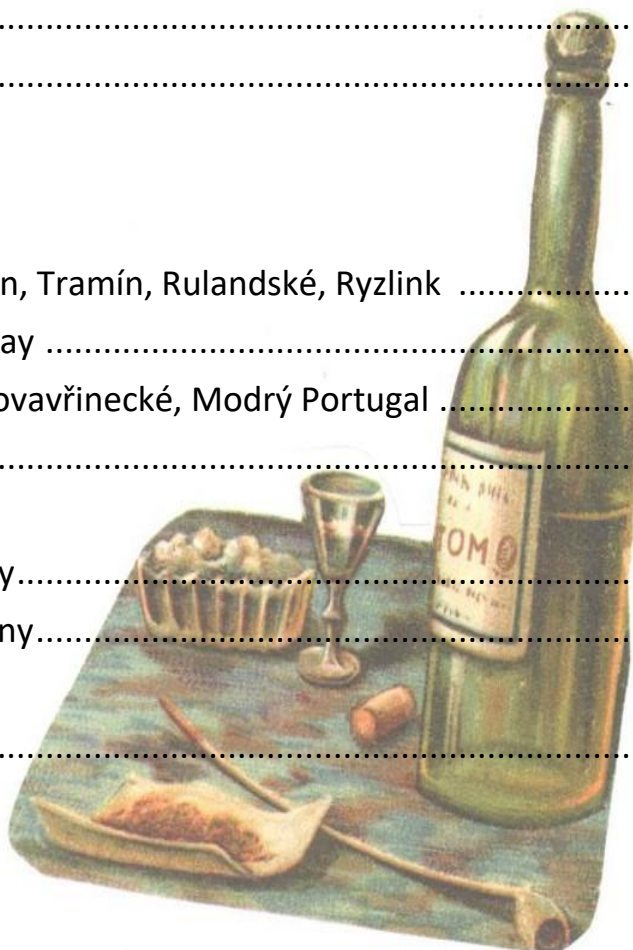 n, Tramín, Rulandské, Ryzlink ..................
ay ..............................................................
ovavřinecké, Modrý Portugal ....................
y................................................................
ny..............................................................
TOM